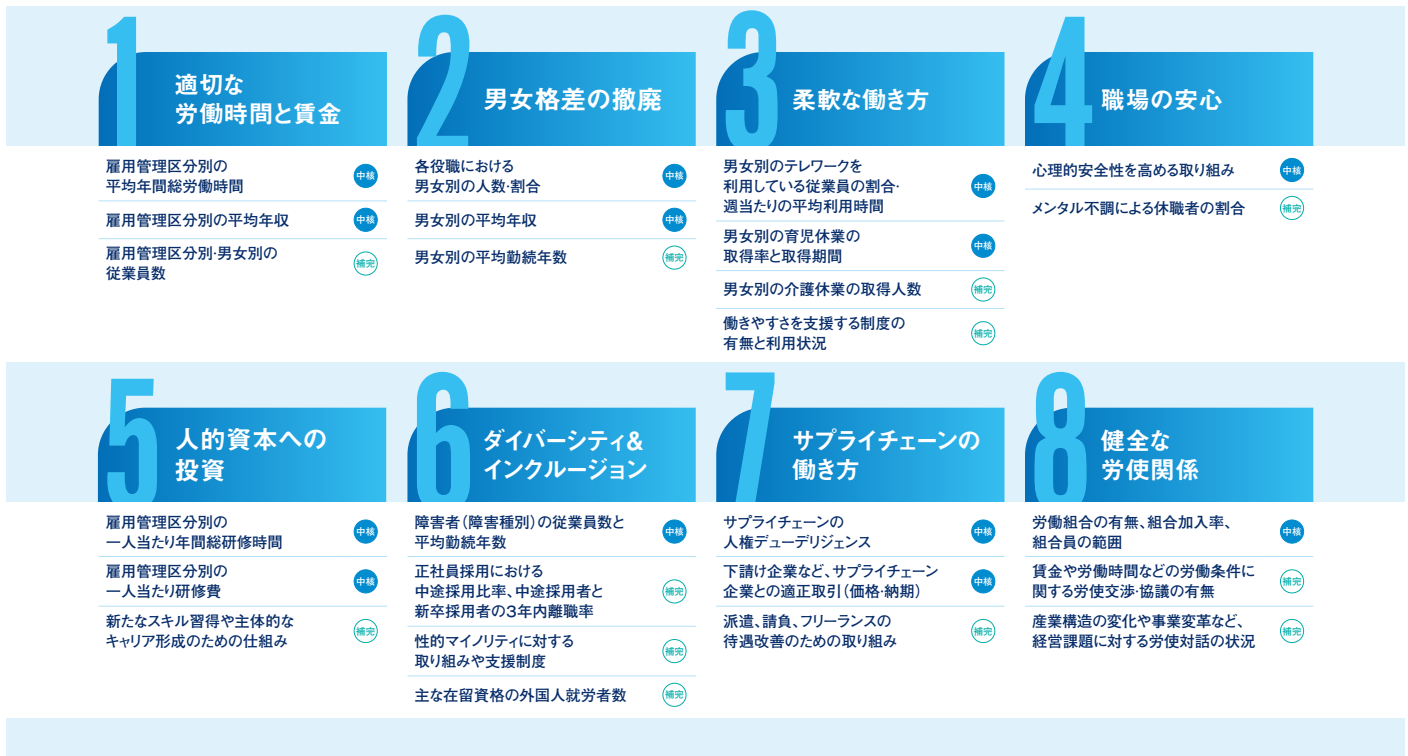 1
適切な
労働時間と賃金
雇用管理区分別の
平均年間総労働時間
中核
雇用管理区分別の平均年収
中核
雇用管理区分別・男女別の
従業員数
補完
2
男女格差の撤廃
各役職における
男女別の人数・割合
中核
男女別の平均年収
中核
男女別の平均勤続年数
補完
3
柔軟な働き方
男女別のテレワークを
利用している従業員の割合・
週当たりの平均利用時間
中核
男女別の育児休業の
取得率と取得期間
中核
男女別の介護休業の取得人数
補完
働きやすさを支援する制度の
有無と利用状況
補完
4
職場の安心
心理的安全性を高める取り組み
中核
メンタル不調による休職者の割合
補完
5
人的資本への
投資
雇用管理区分別の
一人当たり年間総研修時間
中核
雇用管理区分別の
一人当たり研修費
中核
新たなスキル習得や主体的な
キャリア形成のための仕組み
補完
6
ダイバーシティ&
インクルージョン
障害者(障害種別)の従業員数と
平均勤続年数
中核
正社員採用における
中途採用比率、中途採用者と
新卒採用者の3年内離職率
補完
性的マイノリティに対する
取り組みや支援制度
補完
主な在留資格の外国人就労者数
補完
7
サプライチェーンの
働き方
サプライチェーンの
人権デューデリジェンス
中核
下請け企業など、サプライチェーン
企業との適正取引(価格・納期)
中核
派遣、請負、フリーランスの
待遇改善のための取り組み
補完
8
健全な
労使関係
労働組合の有無、組合加入率、
組合員の範囲
中核
賃金や労働時間などの労働条件に
関する労使交渉・協議の有無
補完
産業構造の変化や事業変革など、
経営課題に対する労使対話の状況
補完